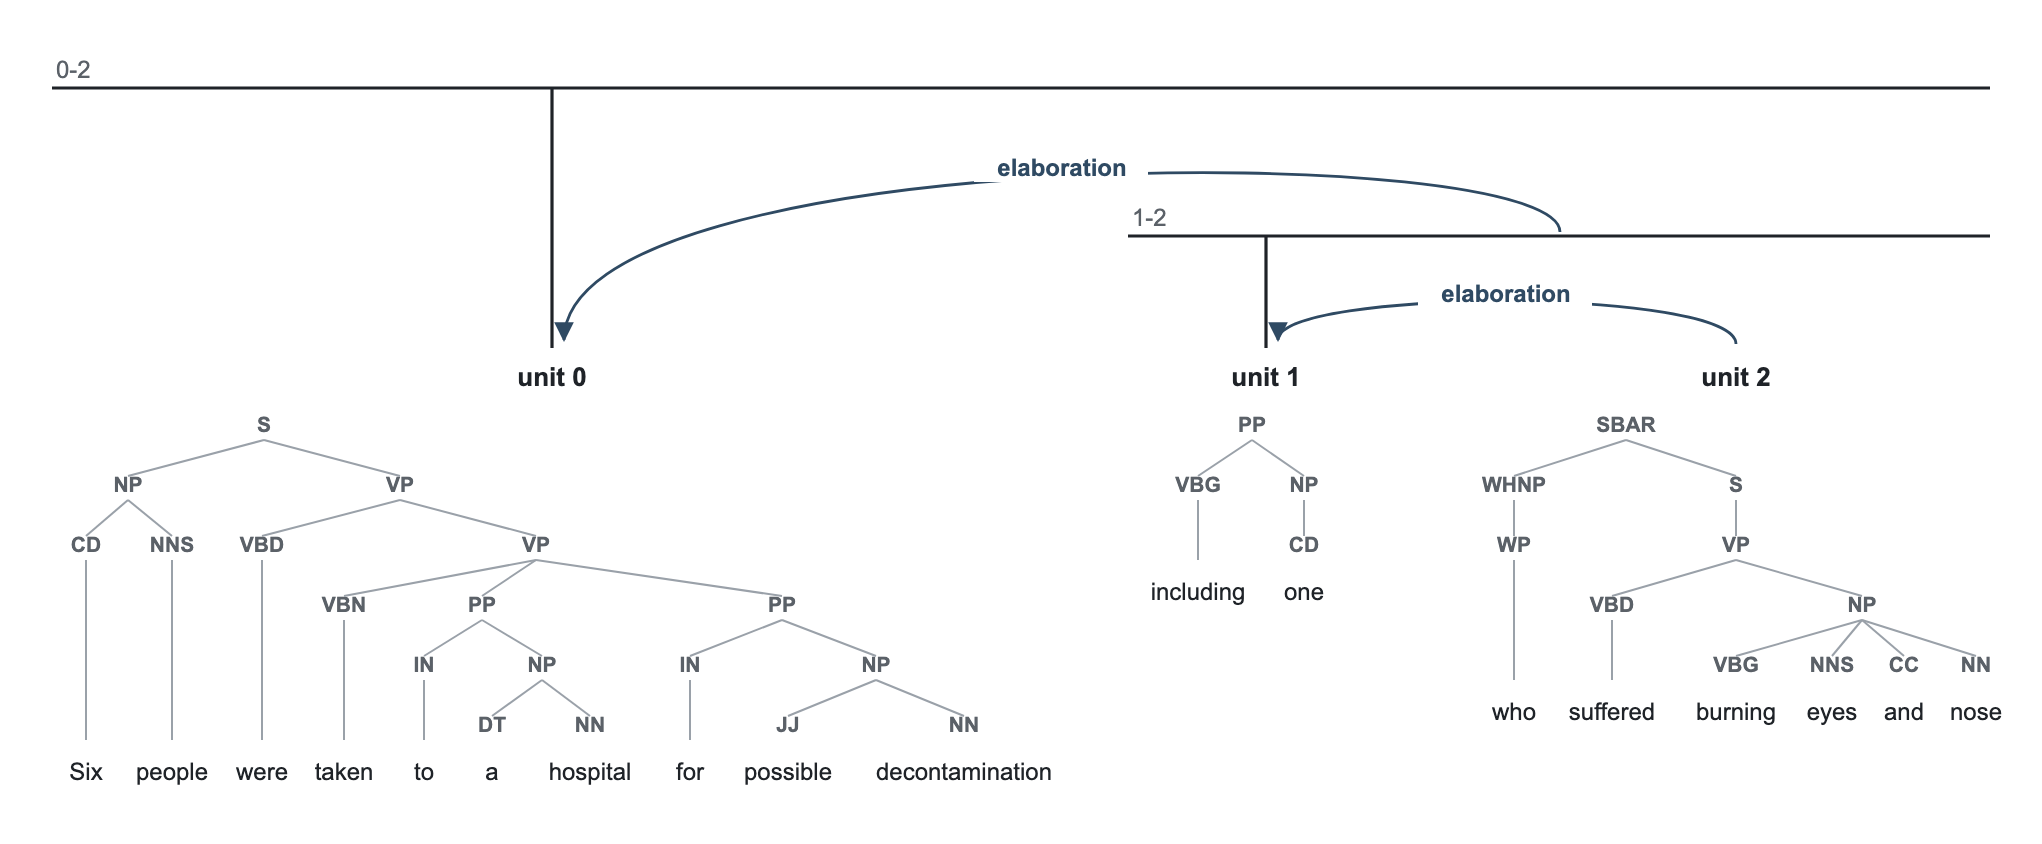 0-2
elaboration
1-2
elaboration
unit 0 unit 1 unit 2
S PP SBAR
NP VP VBG NP WHNP S
CD NNS VBD VP CD WP VP
including one
VBN PP PP VBD NP
IN NP IN NP VBG NNS CC NN
who suffered burning eyes and nose
DT NN JJ NN
Six people were taken to a hospital for possible decontamination